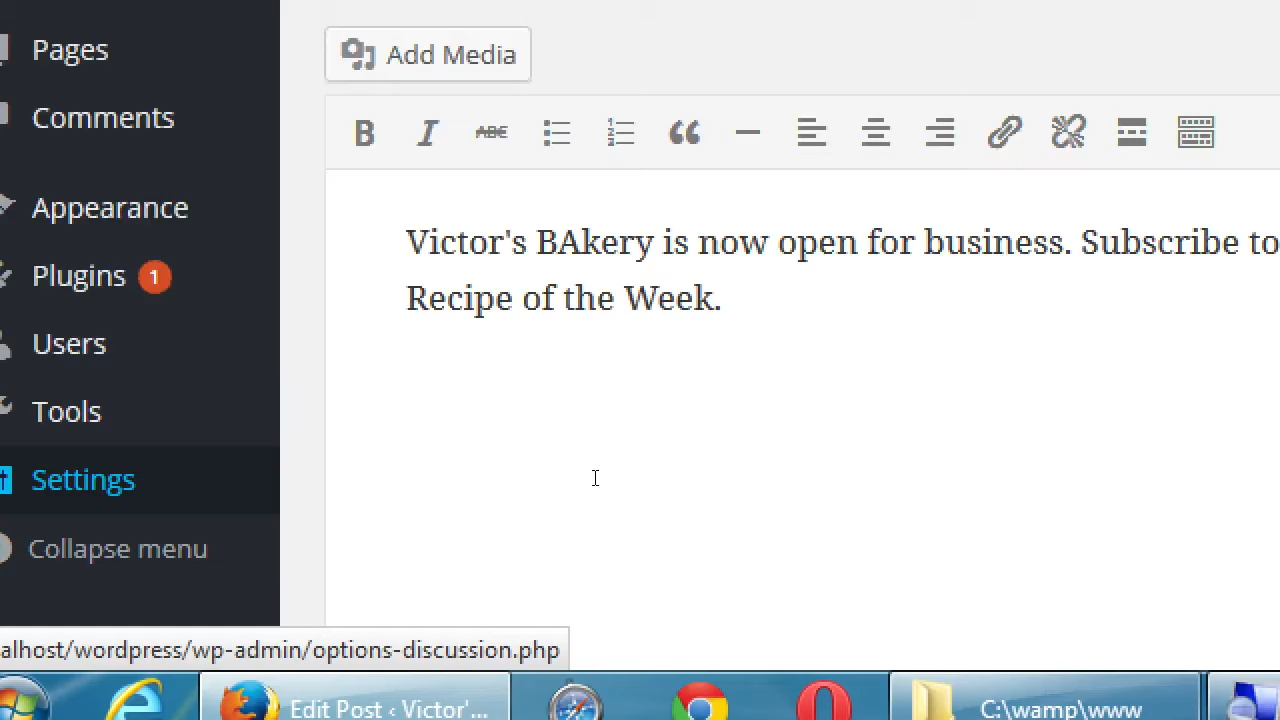 Pages
Comments
Appearance
Plugins 1
Users
Tools
Settings
Collapse menu
Add Media
B I ABC
Victor's BAkery is now open for business. Subscribe to
Recipe of the Week.
alhost/wordpress/wp-admin/options-discussion.php
Edit Post ‹ Victor'...
C:\wamp\www